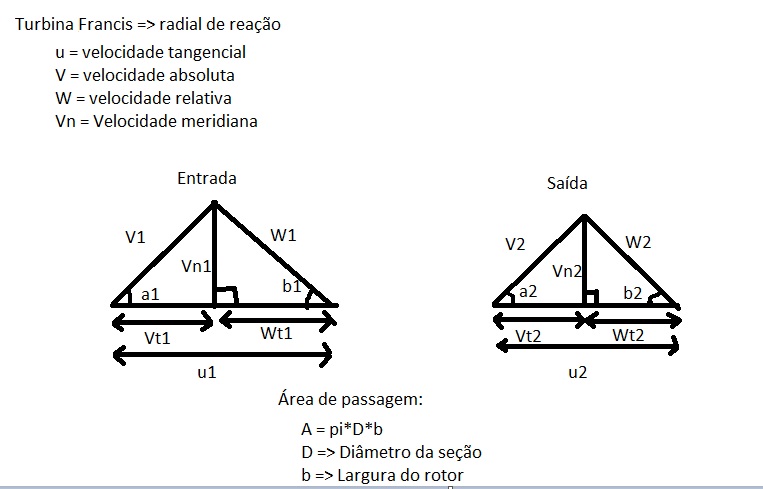 Turbina Francis => radial de reação
u = velocidade tangencial
V = velocidade absoluta
W = velocidade relativa
Vn = Velocidade meridiana
Entrada
V1
W1
Vn1
a1
b1
Vt1
Wt1
u1
Saída
V2
W2
Vn2
a2
b2
Vt2
Wt2
u2
Área de passagem:
A = pi*D*b
D => Diâmetro da seção
b => Largura do rotor